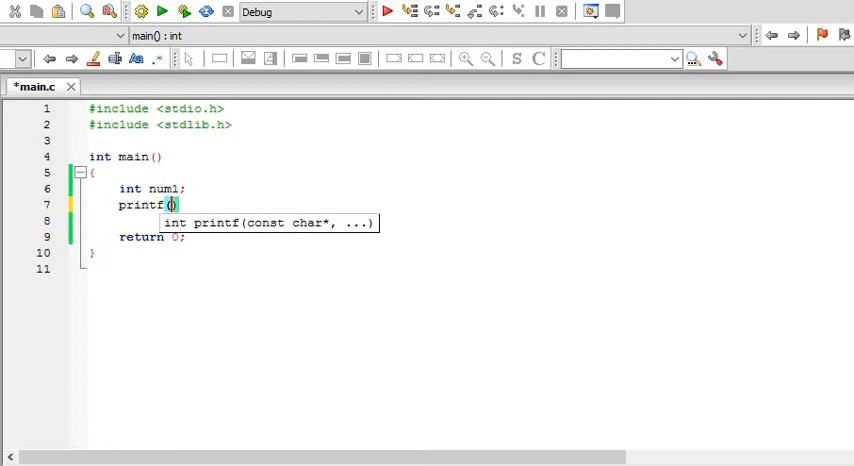 Debug
main() : int
Aa .*
S C
*main.c
1 #include <stdio.h>
2 #include <stdlib.h>
3
4 int main()
5 {
6 int num1;
7 printf()
int printf(const char*, ...)
8
9 return 0;
10 }
11